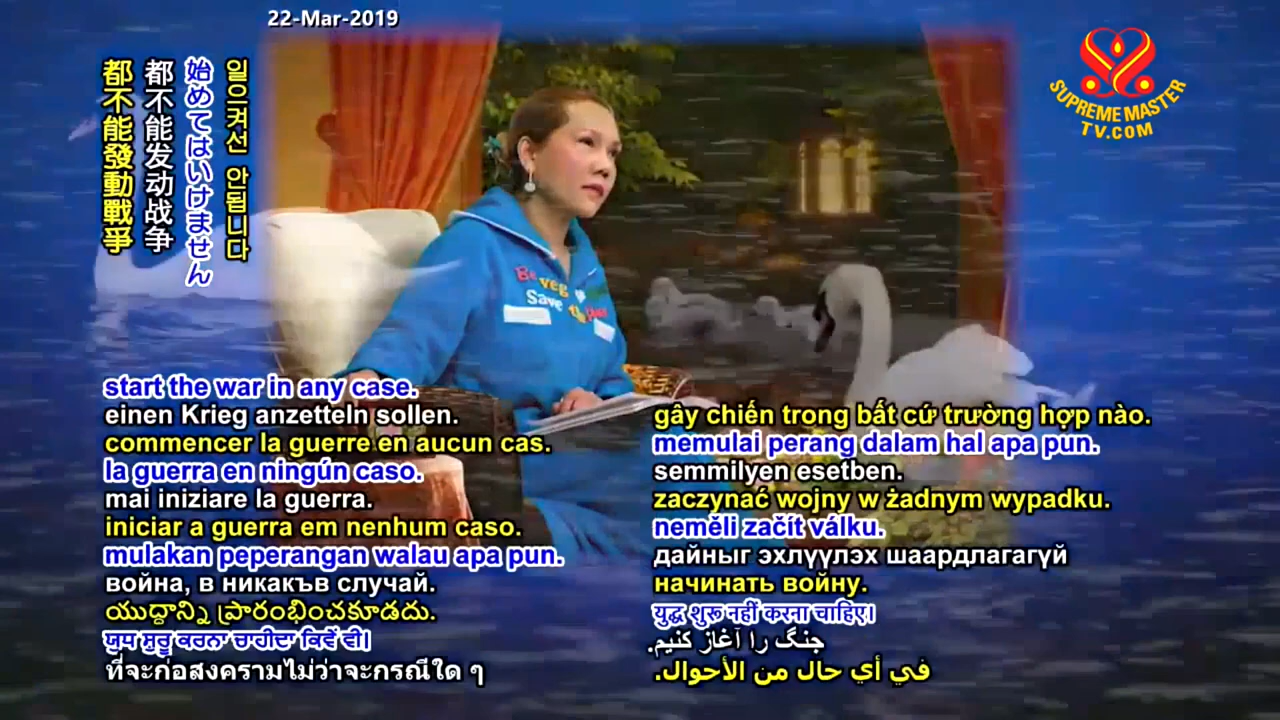 22-Mar-2019
SUPREME MASTER
TV.COM
都不能發動戰爭
都不能发动战争
始めてはいけません
일으켜선 안됩니다
Be veg
Save the
start the war in any case.
einen Krieg anzetteln sollen.
commencer la guerre en aucun cas.
la guerra en ningún caso.
mai iniziare la guerra.
iniciar a guerra em nenhum caso.
mulakan peperangan walau apa pun.
война, в никакъв случай.
యుద్ధాన్ని ప్రారంభించకూడదు.
ਯੁਧ ਸ਼ੁਰੂ ਕਰਨਾ ਚਾਹੀਦਾ ਕਿਵੇਂ ਵੀ।
ที่จะก่อสงครามไม่ว่าจะกรณีใด ๆ
gây chiến trong bất cứ trường hợp nào.
memulai perang dalam hal apa pun.
semmilyen esetben.
zaczynać wojny w żadnym wypadku.
neměli začít válku.
дайныг эхлүүлэх шаардлагагүй
начинать войну.
युद्ध शुरू नहीं करना चाहिए।
جنگ را آغاز کنیم.
في أي حال من الأحوال.